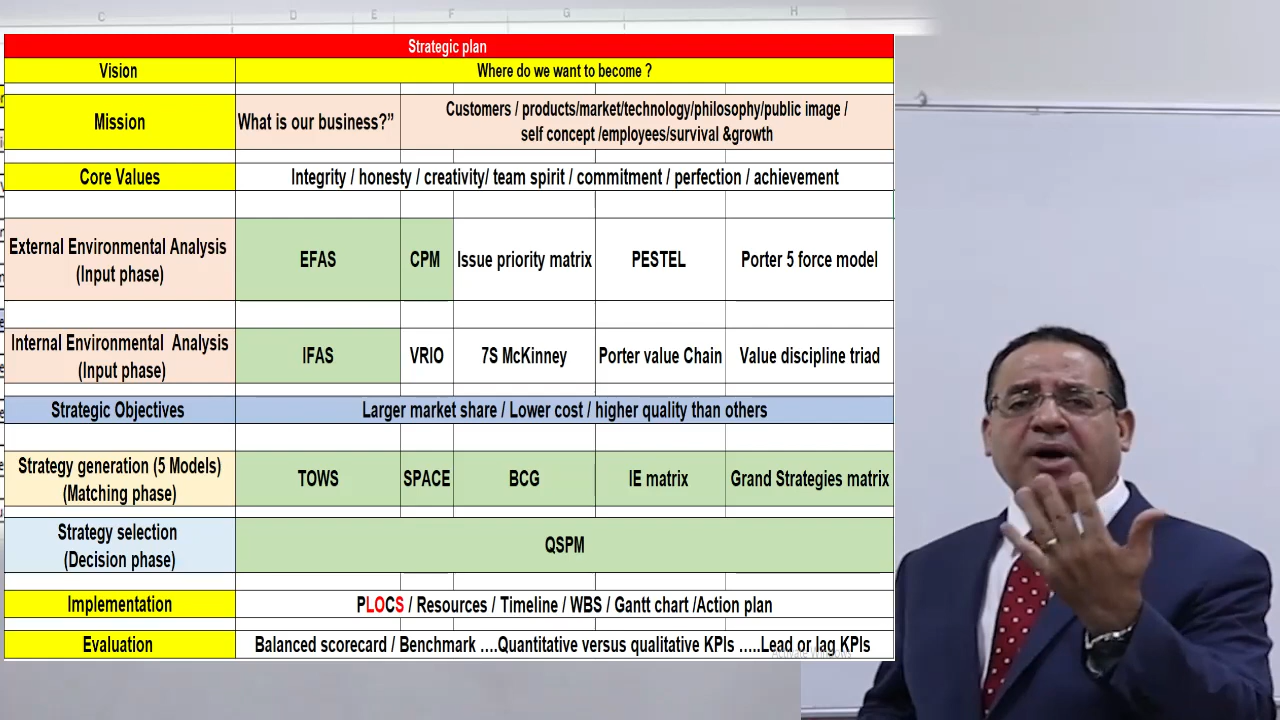 C D E F G H
Strategic plan
Vision
Where do we want to become ?
Mission
What is our business?”
Customers / products/market/technology/philosophy/public image /
self concept /employees/survival &growth
Core Values
Integrity / honesty / creativity/ team spirit / commitment / perfection / achievement
External Environmental Analysis
(Input phase)
EFAS
CPM
Issue priority matrix
PESTEL
Porter 5 force model
Internal Environmental Analysis
(Input phase)
IFAS
VRIO
7S McKinney
Porter value Chain
Value discipline triad
Strategic Objectives
Larger market share / Lower cost / higher quality than others
Strategy generation (5 Models)
(Matching phase)
TOWS
SPACE
BCG
IE matrix
Grand Strategies matrix
Strategy selection
(Decision phase)
QSPM
Implementation
PLOCS / Resources / Timeline / WBS / Gantt chart /Action plan
Evaluation
Balanced scorecard / Benchmark ....Quantitative versus qualitative KPIs .....Lead or lag KPIs
Activate Windows